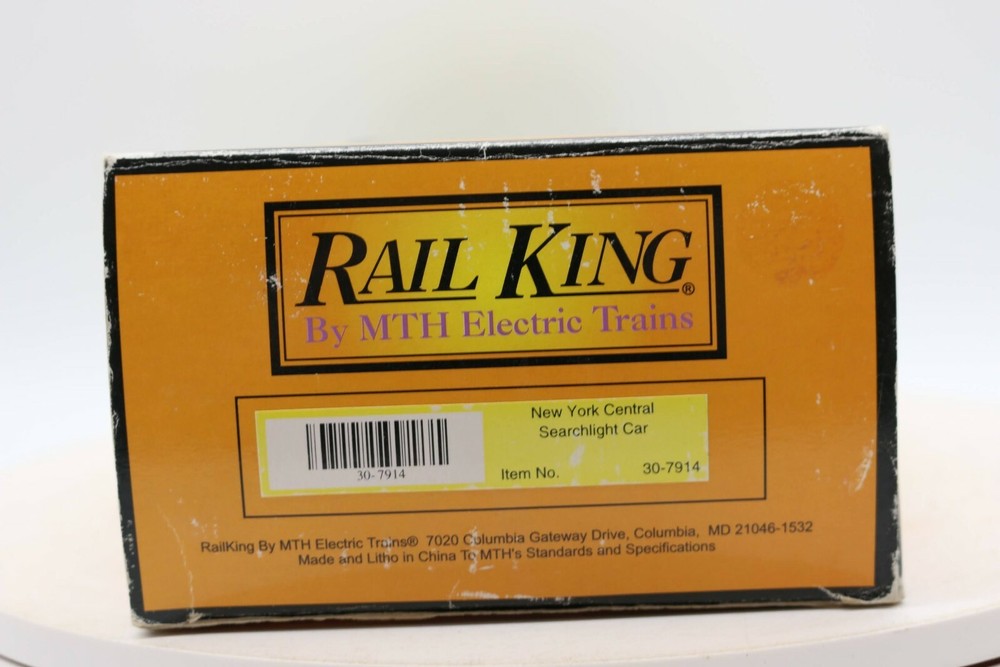 RAIL KING®
By MTH Electric Trains
New York Central
Searchlight Car
30-7914
Item No. 30-7914
RailKing By MTH Electric Trains® 7020 Columbia Gateway Drive, Columbia, MD 21046-1532
Made and Litho in China To MTH's Standards and Specifications